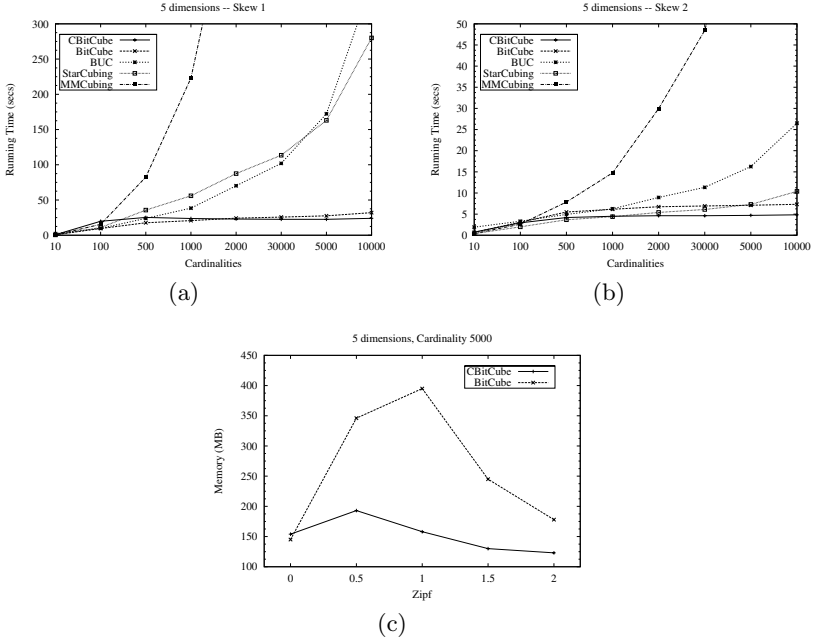 5 dimensions -- Skew 1
300
250
200
150
100
50
0
Running Time (secs)
CBitCube
BitCube
BUC
StarCubing
MMCubing
10 100 500 1000 2000 30000 5000 10000
Cardinalities
(a)
5 dimensions -- Skew 2
50
45
40
35
30
25
20
15
10
5
0
Running Time (secs)
CBitCube
BitCube
BUC
StarCubing
MMCubing
10 100 500 1000 2000 30000 5000 10000
Cardinalities
(b)
5 dimensions, Cardinality 5000
450
400
350
300
250
200
150
100
Memory (MB)
CBitCube
BitCube
0 0.5 1 1.5 2
Zipf
(c)